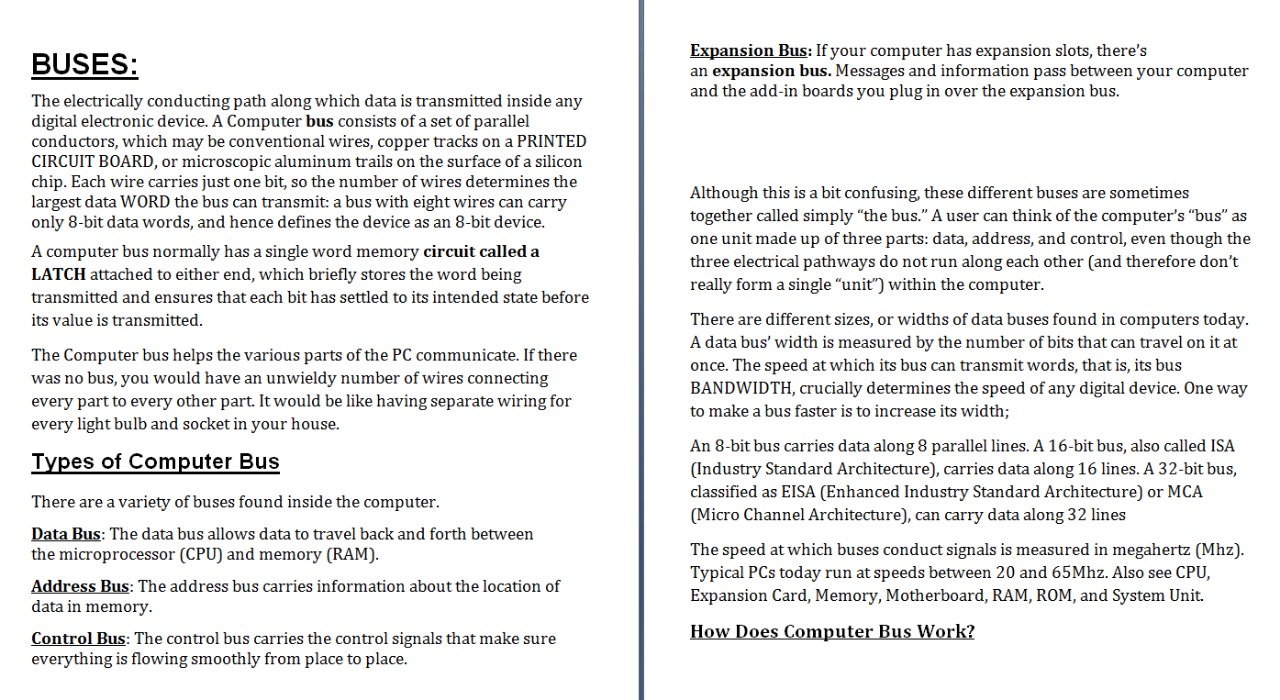 BUSES:
The electrically conducting path along which data is transmitted inside any
digital electronic device. A Computer bus consists of a set of parallel
conductors, which may be conventional wires, copper tracks on a PRINTED
CIRCUIT BOARD, or microscopic aluminum trails on the surface of a silicon
chip. Each wire carries just one bit, so the number of wires determines the
largest data WORD the bus can transmit: a bus with eight wires can carry
only 8-bit data words, and hence defines the device as an 8-bit device.
A computer bus normally has a single word memory circuit called a
LATCH attached to either end, which briefly stores the word being
transmitted and ensures that each bit has settled to its intended state before
its value is transmitted.
The Computer bus helps the various parts of the PC communicate. If there
was no bus, you would have an unwieldy number of wires connecting
every part to every other part. It would be like having separate wiring for
every light bulb and socket in your house.
Types of Computer Bus
There are a variety of buses found inside the computer.
Data Bus: The data bus allows data to travel back and forth between
the microprocessor (CPU) and memory (RAM).
Address Bus: The address bus carries information about the location of
data in memory.
Control Bus: The control bus carries the control signals that make sure
everything is flowing smoothly from place to place.
Expansion Bus: If your computer has expansion slots, there’s
an expansion bus. Messages and information pass between your computer
and the add-in boards you plug in over the expansion bus.
Although this is a bit confusing, these different buses are sometimes
together called simply “the bus.” A user can think of the computer’s “bus” as
one unit made up of three parts: data, address, and control, even though the
three electrical pathways do not run along each other (and therefore don’t
really form a single “unit”) within the computer.
There are different sizes, or widths of data buses found in computers today.
A data bus’ width is measured by the number of bits that can travel on it at
once. The speed at which its bus can transmit words, that is, its bus
BANDWIDTH, crucially determines the speed of any digital device. One way
to make a bus faster is to increase its width;
An 8-bit bus carries data along 8 parallel lines. A 16-bit bus, also called ISA
(Industry Standard Architecture), carries data along 16 lines. A 32-bit bus,
classified as EISA (Enhanced Industry Standard Architecture) or MCA
(Micro Channel Architecture), can carry data along 32 lines
The speed at which buses conduct signals is measured in megahertz (Mhz).
Typical PCs today run at speeds between 20 and 65Mhz. Also see CPU,
Expansion Card, Memory, Motherboard, RAM, ROM, and System Unit.
How Does Computer Bus Work?